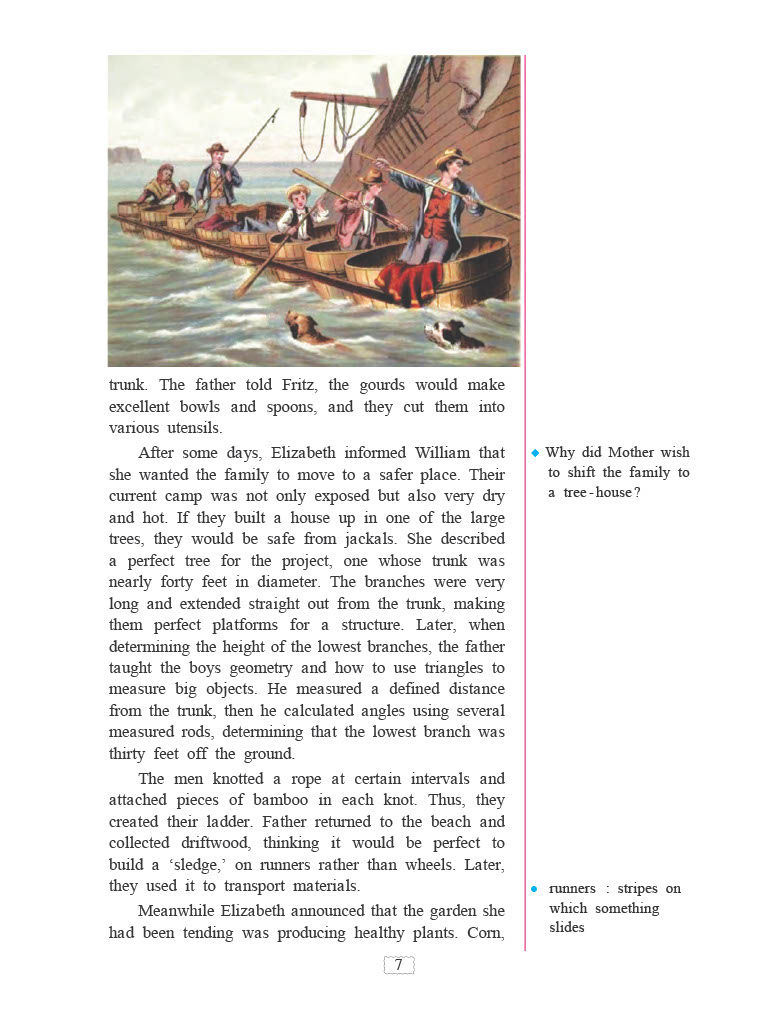 trunk. The father told Fritz, the gourds would make
excellent bowls and spoons, and they cut them into
various utensils.
After some days, Elizabeth informed William that
she wanted the family to move to a safer place. Their
current camp was not only exposed but also very dry
and hot. If they built a house up in one of the large
trees, they would be safe from jackals. She described
a perfect tree for the project, one whose trunk was
nearly forty feet in diameter. The branches were very
long and extended straight out from the trunk, making
them perfect platforms for a structure. Later, when
determining the height of the lowest branches, the father
taught the boys geometry and how to use triangles to
measure big objects. He measured a defined distance
from the trunk, then he calculated angles using several
measured rods, determining that the lowest branch was
thirty feet off the ground.
The men knotted a rope at certain intervals and
attached pieces of bamboo in each knot. Thus, they
created their ladder. Father returned to the beach and
collected driftwood, thinking it would be perfect to
build a ‘sledge,’ on runners rather than wheels. Later,
they used it to transport materials.
Meanwhile Elizabeth announced that the garden she
had been tending was producing healthy plants. Corn,
◆ Why did Mother wish
to shift the family to
a tree-house?
● runners : stripes on
which something
slides
7